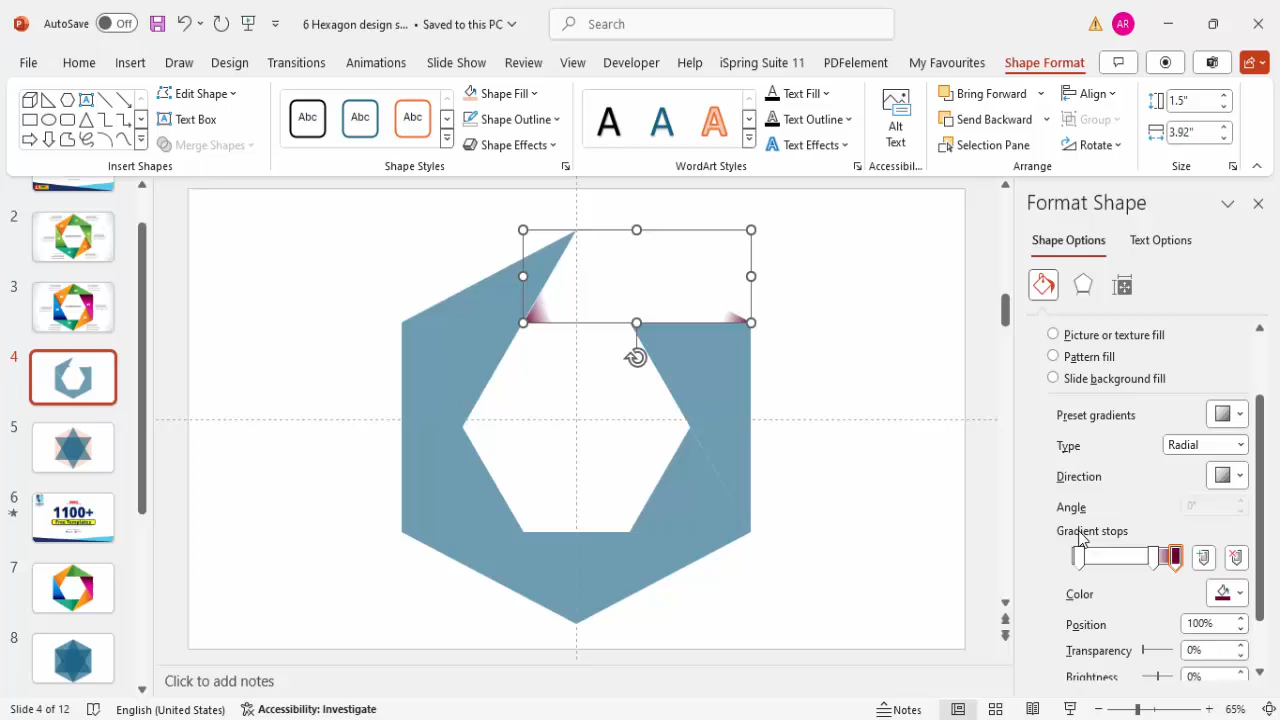 AutoSave Off 6 Hexagon design s... • Saved to this PC Search AR
File Home Insert Draw Design Transitions Animations Slide Show Review View Developer Help iSpring Suite 11 PDFelement My Favourites Shape Format
Edit Shape
Text Box
Merge Shapes
Insert Shapes
Abc Abc Abc
Shape Fill
Shape Outline
Shape Effects
Shape Styles
A A A
Text Fill
Text Outline
Text Effects
WordArt Styles
Alt
Text
Accessibil...
Bring Forward
Send Backward
Selection Pane
Align
Group
Rotate
Arrange
1.5"
3.92"
Size
2
3
4
5
6
1100+
7
8
Format Shape
Shape Options Text Options
Picture or texture fill
Pattern fill
Slide background fill
Preset gradients
Type Radial
Direction
Angle 0°
Gradient stops
Color
Position 100%
Transparency 0%
Brightness 0%
Click to add notes
Slide 4 of 12 English (United States) Accessibility: Investigate Notes 65%